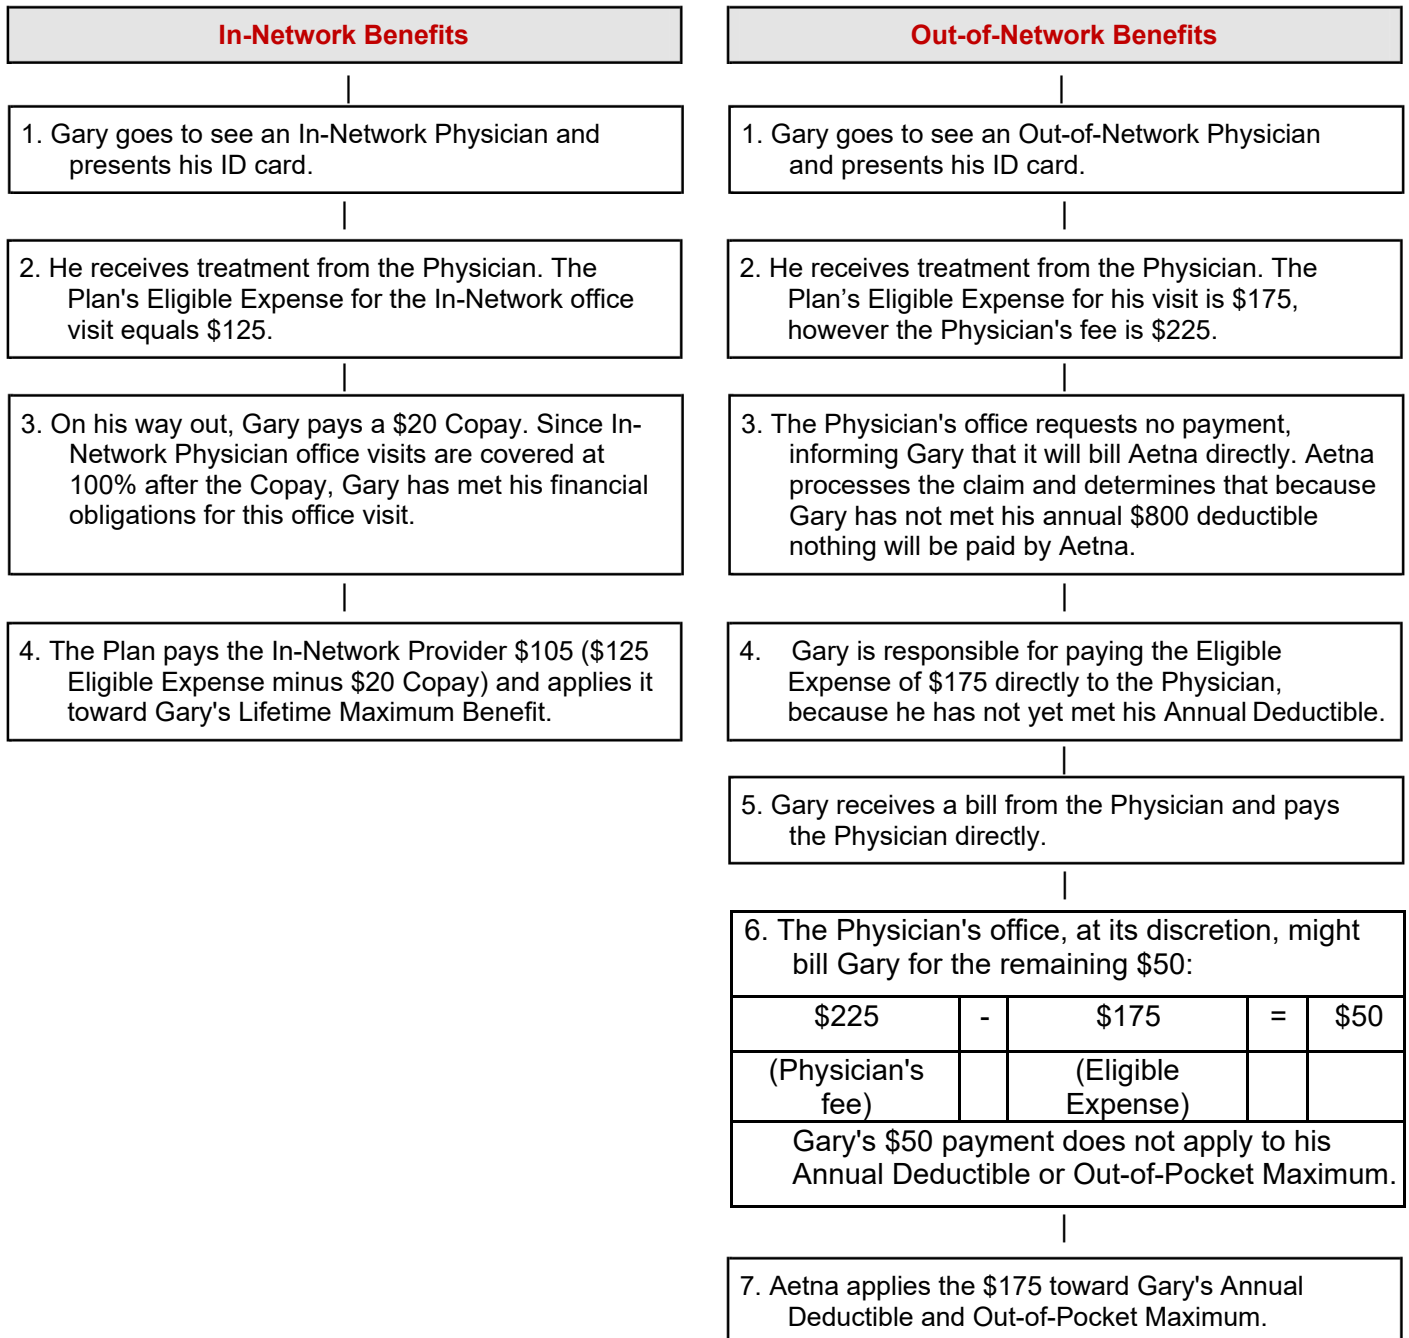 In-Network Benefits
1. Gary goes to see an In-Network Physician and
presents his ID card.
2. He receives treatment from the Physician. The
Plan's Eligible Expense for the In-Network office
visit equals $125.
3. On his way out, Gary pays a $20 Copay. Since In-
Network Physician office visits are covered at
100% after the Copay, Gary has met his financial
obligations for this office visit.
4. The Plan pays the In-Network Provider $105 ($125
Eligible Expense minus $20 Copay) and applies it
toward Gary's Lifetime Maximum Benefit.
Out-of-Network Benefits
1. Gary goes to see an Out-of-Network Physician
and presents his ID card.
2. He receives treatment from the Physician. The
Plan’s Eligible Expense for his visit is $175,
however the Physician's fee is $225.
3. The Physician's office requests no payment,
informing Gary that it will bill Aetna directly. Aetna
processes the claim and determines that because
Gary has not met his annual $800 deductible
nothing will be paid by Aetna.
4. Gary is responsible for paying the Eligible
Expense of $175 directly to the Physician,
because he has not yet met his Annual Deductible.
5. Gary receives a bill from the Physician and pays
the Physician directly.
6. The Physician's office, at its discretion, might
bill Gary for the remaining $50:
$225 - $175 = $50
(Physician's (Eligible
fee) Expense)
Gary's $50 payment does not apply to his
Annual Deductible or Out-of-Pocket Maximum.
7. Aetna applies the $175 toward Gary's Annual
Deductible and Out-of-Pocket Maximum.